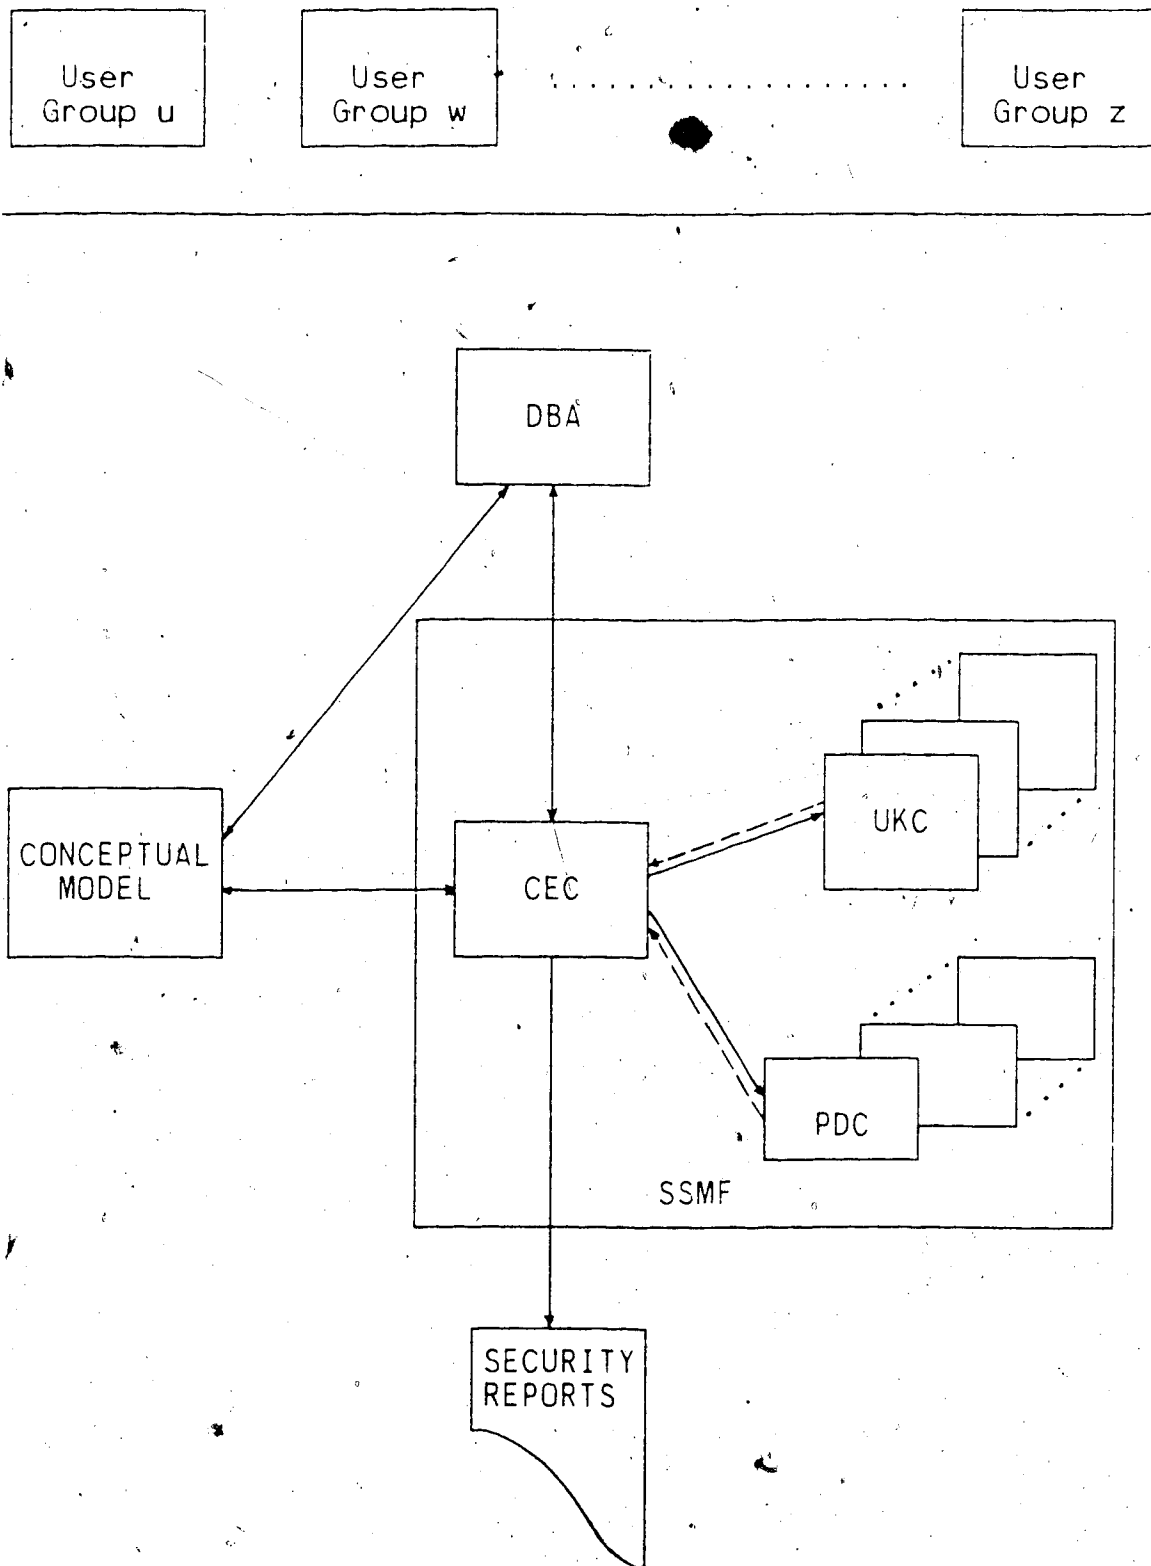 User
Group u
User
Group w
User
Group z
DBA
UKC
CONCEPTUAL
MODEL
CEC
PDC
SSMF
SECURITY
REPORTS